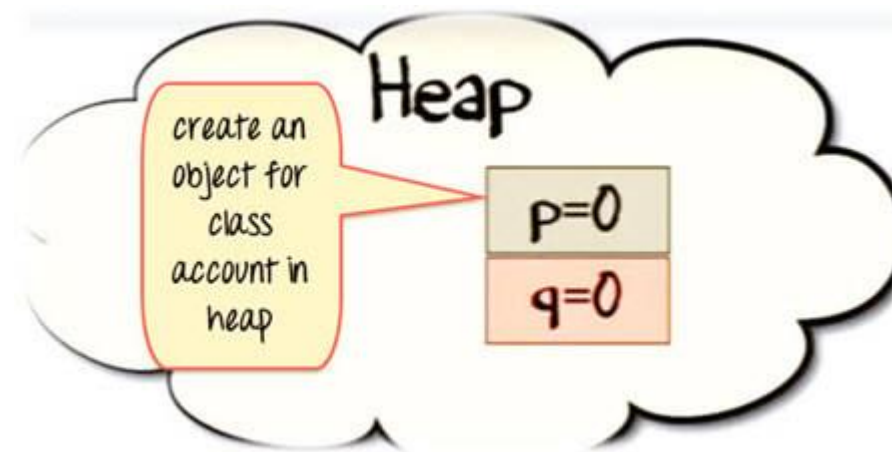 Heap
create an
object for
class
account in
heap
p=0
q=0